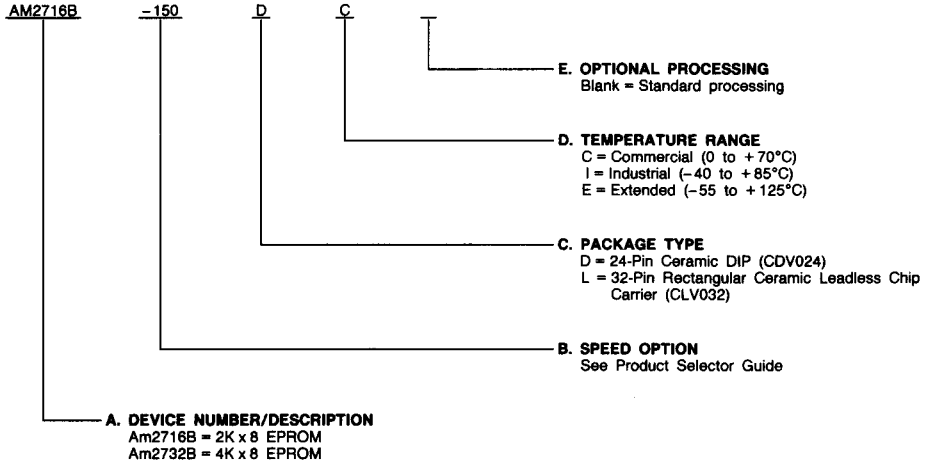 AM2716B -150 D C
E. OPTIONAL PROCESSING
Blank = Standard processing
D. TEMPERATURE RANGE
C = Commercial (0 to +70°C)
I = Industrial (-40 to +85°C)
E = Extended (-55 to +125°C)
C. PACKAGE TYPE
D = 24-Pin Ceramic DIP (CDV024)
L = 32-Pin Rectangular Ceramic Leadless Chip
Carrier (CLV032)
B. SPEED OPTION
See Product Selector Guide
A. DEVICE NUMBER/DESCRIPTION
Am2716B = 2K x 8 EPROM
Am2732B = 4K x 8 EPROM